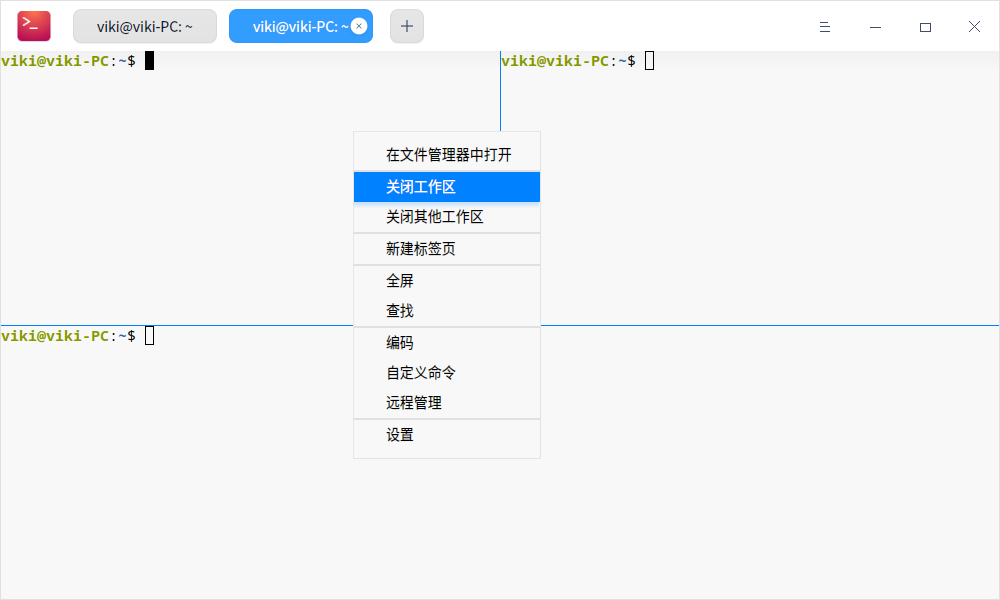 viki@viki-PC: ~
viki@viki-PC: ~
viki@viki-PC:~$
viki@viki-PC:~$
在文件管理器中打开
关闭工作区
关闭其他工作区
新建标签页
全屏
查找
viki@viki-PC:~$
编码
自定义命令
远程管理
设置